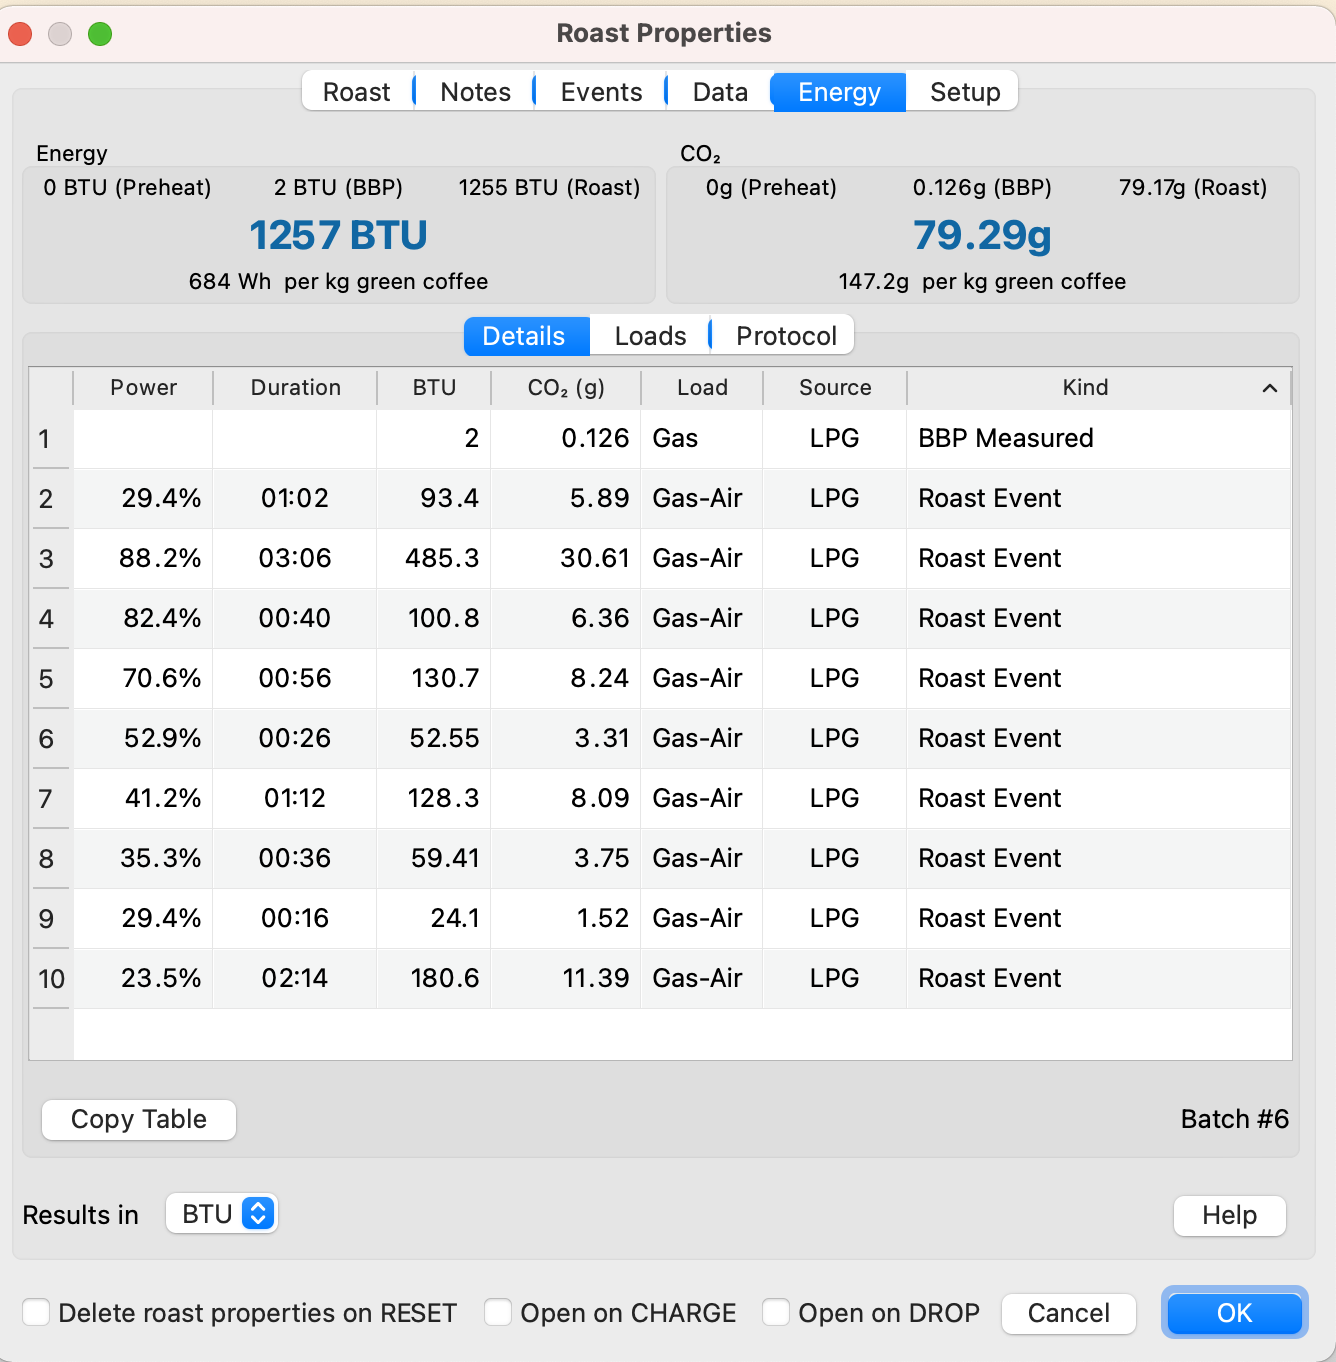 Roast Properties
Roast Notes Events Data Energy Setup
Energy
0 BTU (Preheat) 2 BTU (BBP) 1255 BTU (Roast)
1257 BTU
684 Wh per kg green coffee
CO₂
0g (Preheat) 0.126g (BBP) 79.17g (Roast)
79.29g
147.2g per kg green coffee
Details Loads Protocol
Power Duration BTU CO₂ (g) Load Source Kind
1 2 0.126 Gas LPG BBP Measured
2 29.4% 01:02 93.4 5.89 Gas-Air LPG Roast Event
3 88.2% 03:06 485.3 30.61 Gas-Air LPG Roast Event
4 82.4% 00:40 100.8 6.36 Gas-Air LPG Roast Event
5 70.6% 00:56 130.7 8.24 Gas-Air LPG Roast Event
6 52.9% 00:26 52.55 3.31 Gas-Air LPG Roast Event
7 41.2% 01:12 128.3 8.09 Gas-Air LPG Roast Event
8 35.3% 00:36 59.41 3.75 Gas-Air LPG Roast Event
9 29.4% 00:16 24.1 1.52 Gas-Air LPG Roast Event
10 23.5% 02:14 180.6 11.39 Gas-Air LPG Roast Event
Copy Table Batch #6
Results in BTU Help
Delete roast properties on RESET Open on CHARGE Open on DROP Cancel OK